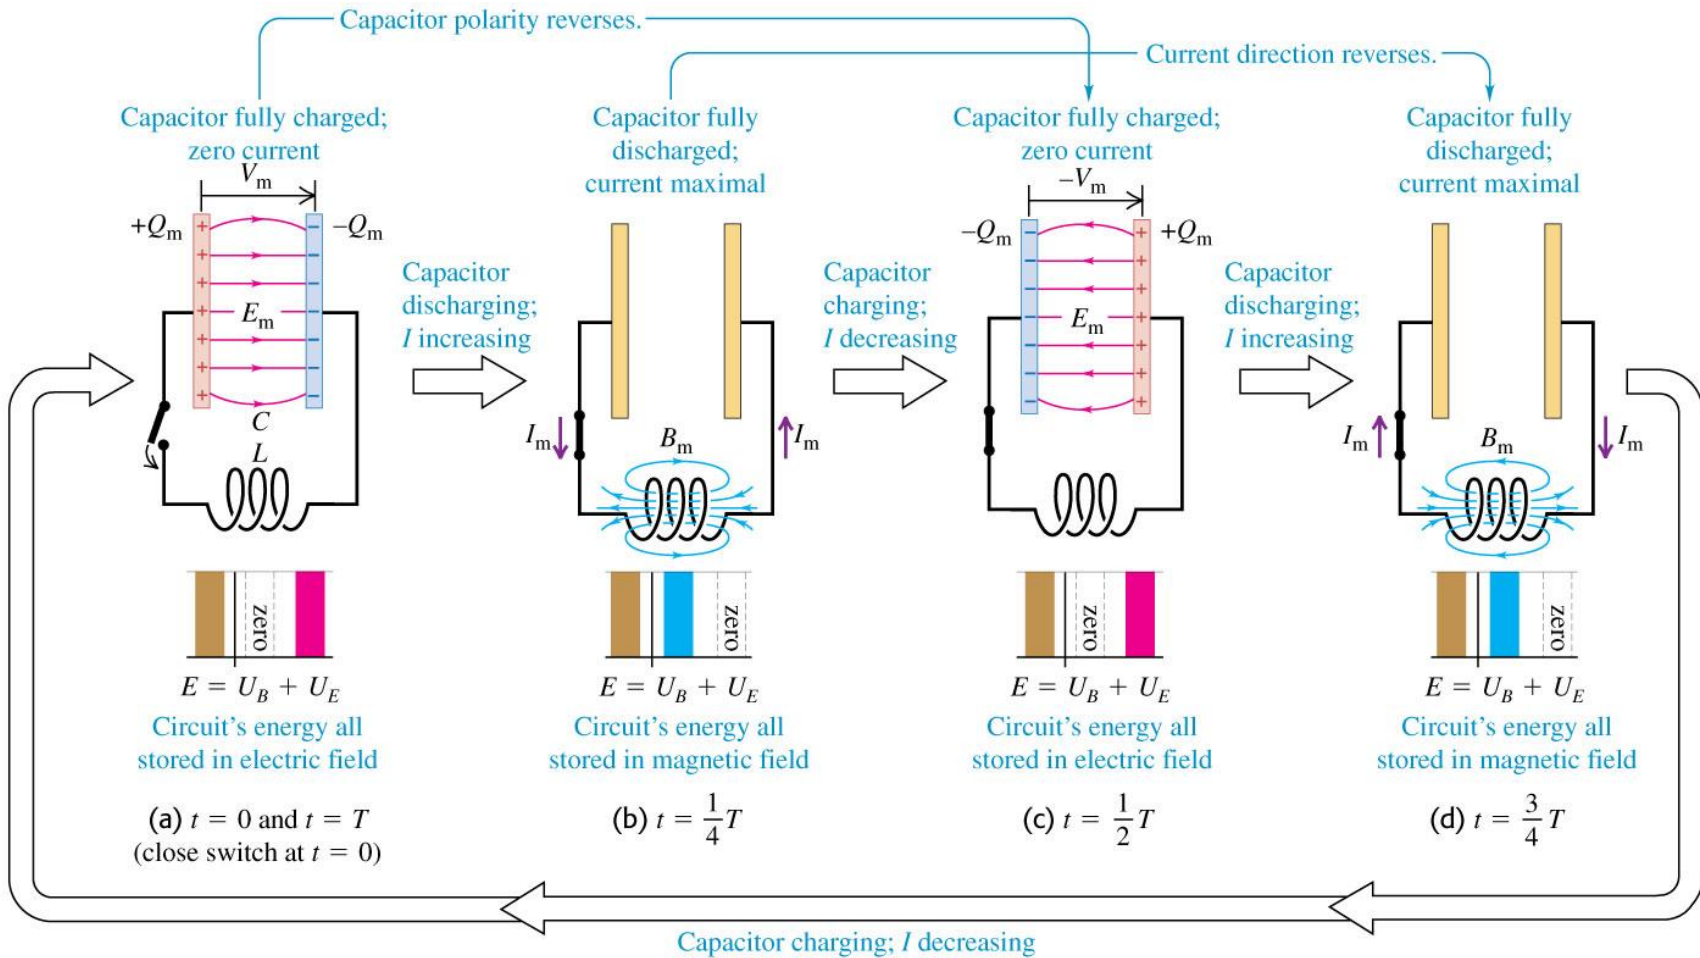 Capacitor polarity reverses.
Current direction reverses.
Capacitor fully charged;
zero current
Vm
+Qm
–Qm
Em
C
L
E = UB + UE
zero
Circuit's energy all
stored in electric field
(a) t = 0 and t = T
(close switch at t = 0)
Capacitor
discharging;
I increasing
Capacitor fully
discharged;
current maximal
Im
Im
Bm
zero
E = UB + UE
Circuit's energy all
stored in magnetic field
(b) t = 1/4 T
Capacitor
charging;
I decreasing
Capacitor fully charged;
zero current
–Vm
–Qm
+Qm
Em
zero
E = UB + UE
Circuit's energy all
stored in electric field
(c) t = 1/2 T
Capacitor
discharging;
I increasing
Capacitor fully
discharged;
current maximal
Im
Im
Bm
zero
E = UB + UE
Circuit's energy all
stored in magnetic field
(d) t = 3/4 T
Capacitor charging; I decreasing